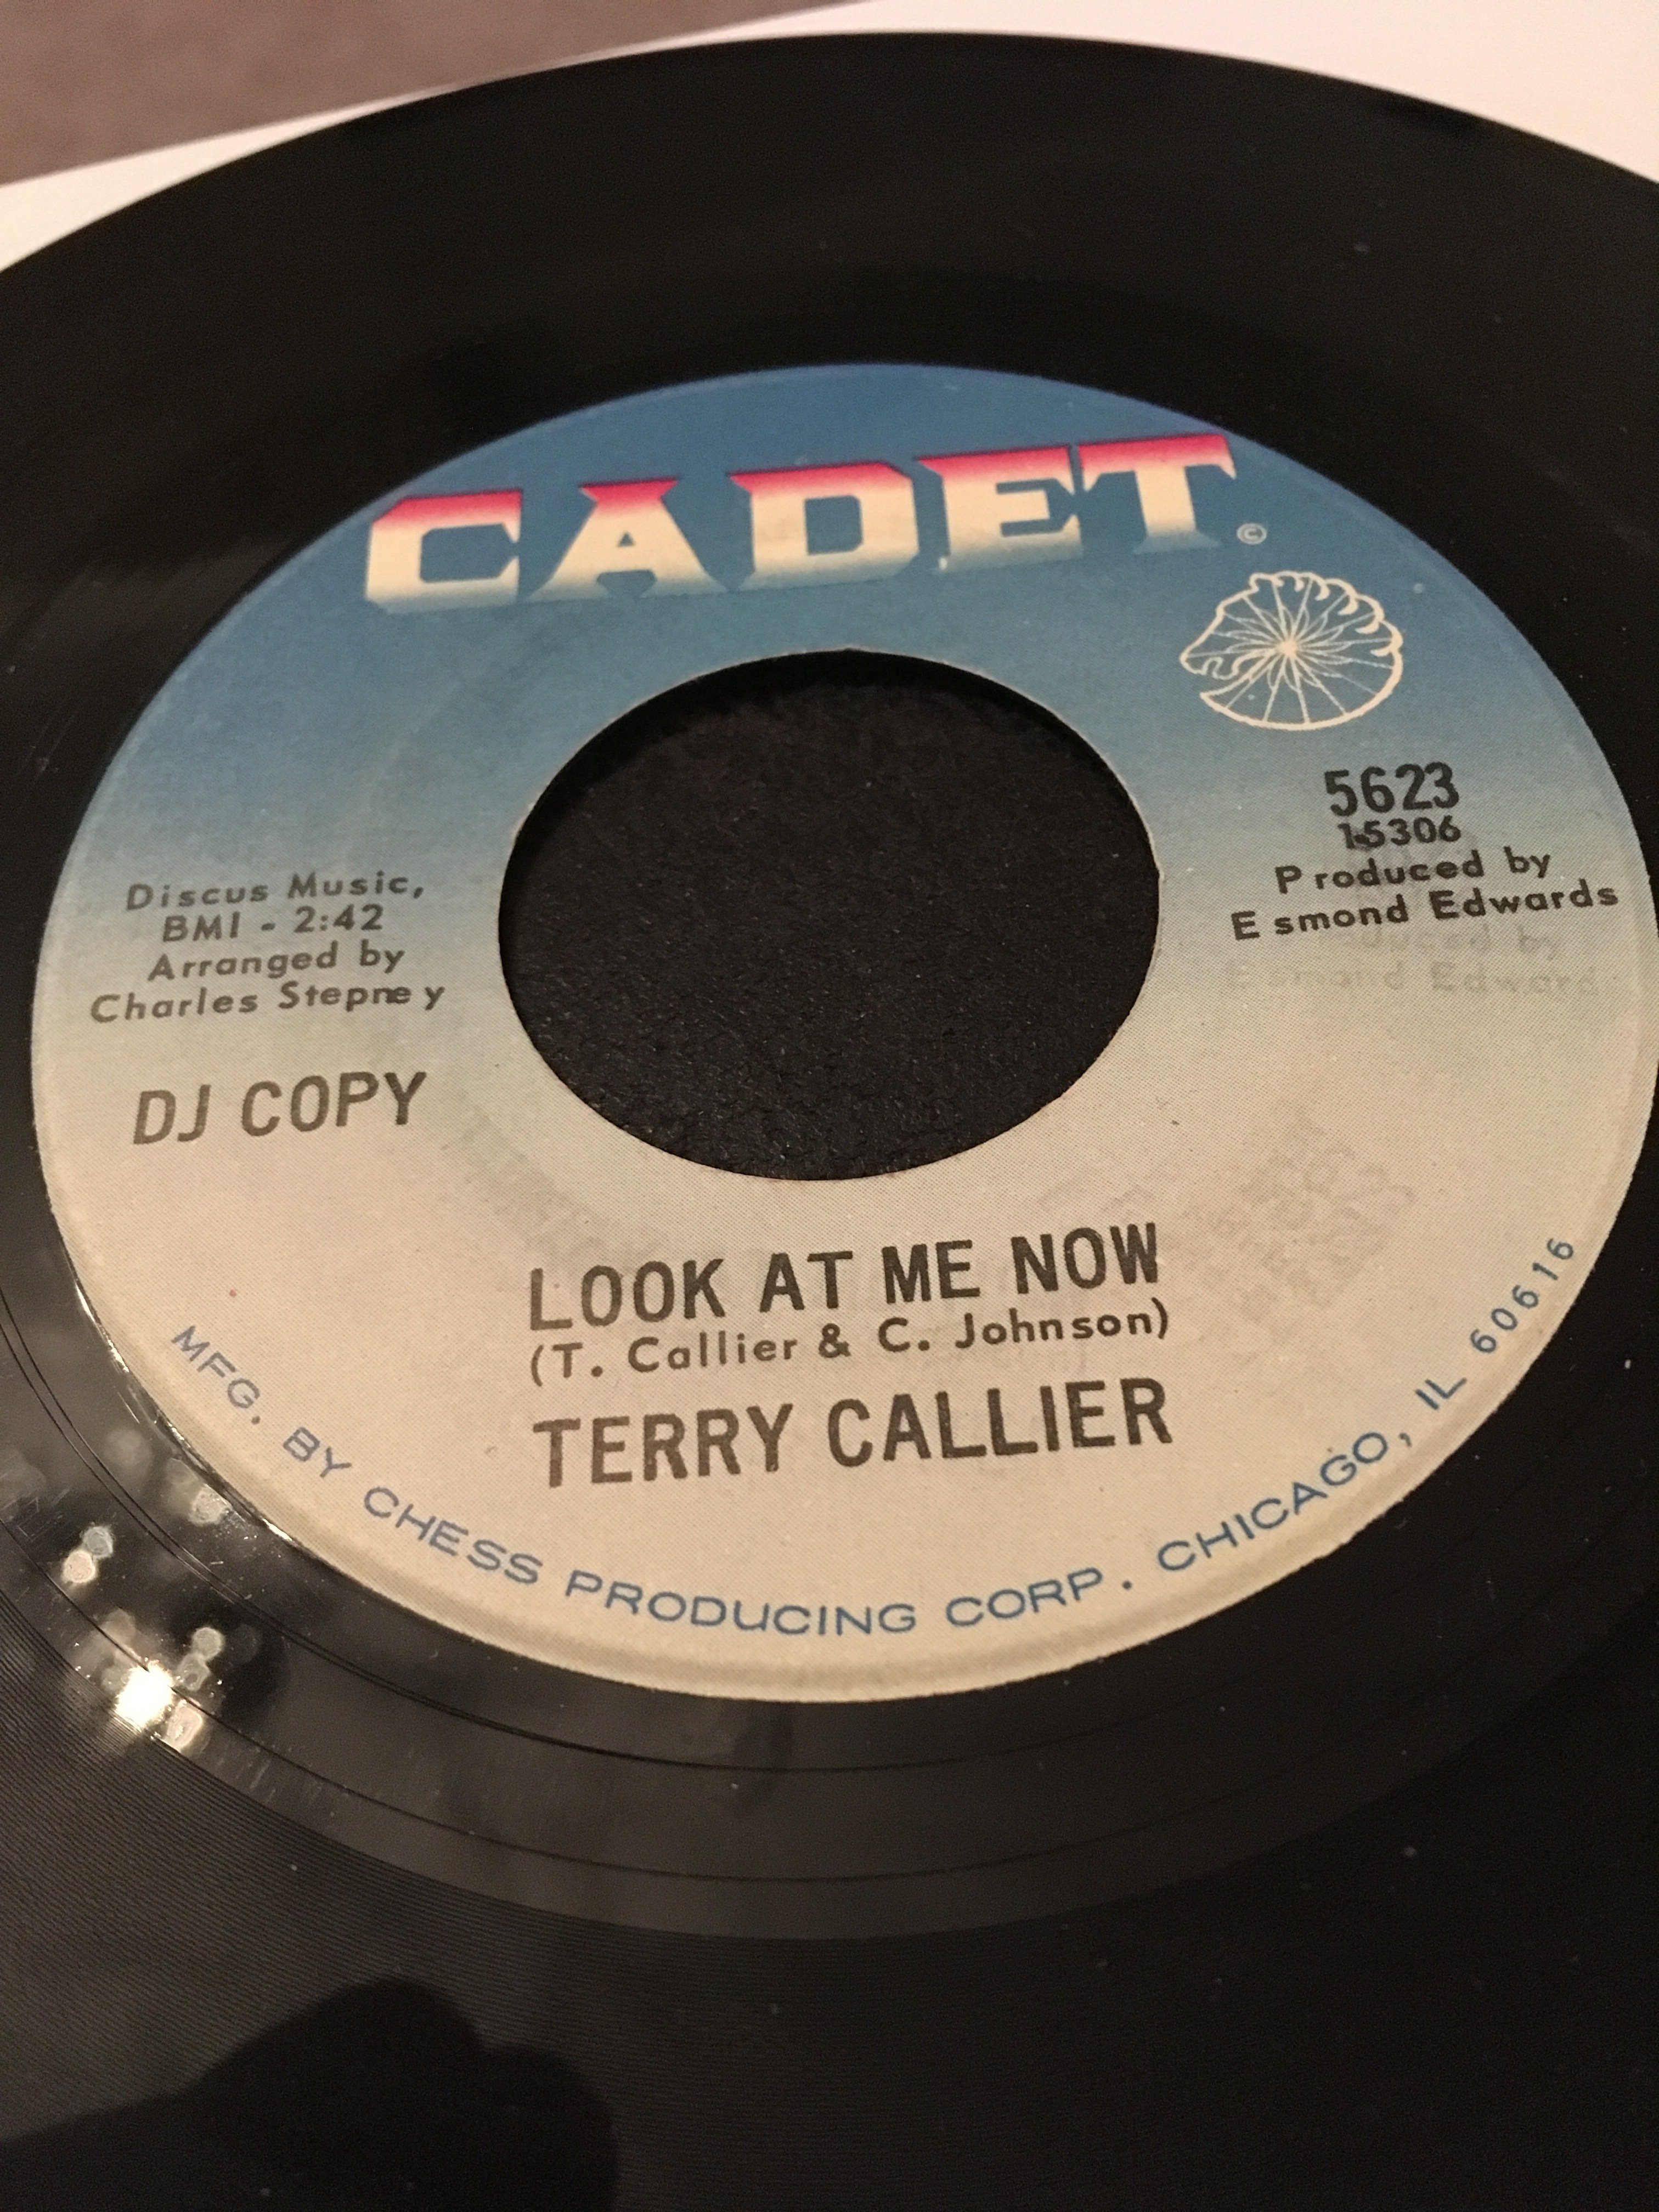 CADET ©
5623
15306
Produced by
Esmond Edwards
Discus Music,
BMI - 2:42
Arranged by
Charles Stepney
DJ COPY
LOOK AT ME NOW
(T. Callier & C. Johnson)
TERRY CALLIER
MFG. BY CHESS PRODUCING CORP. CHICAGO, IL 60616